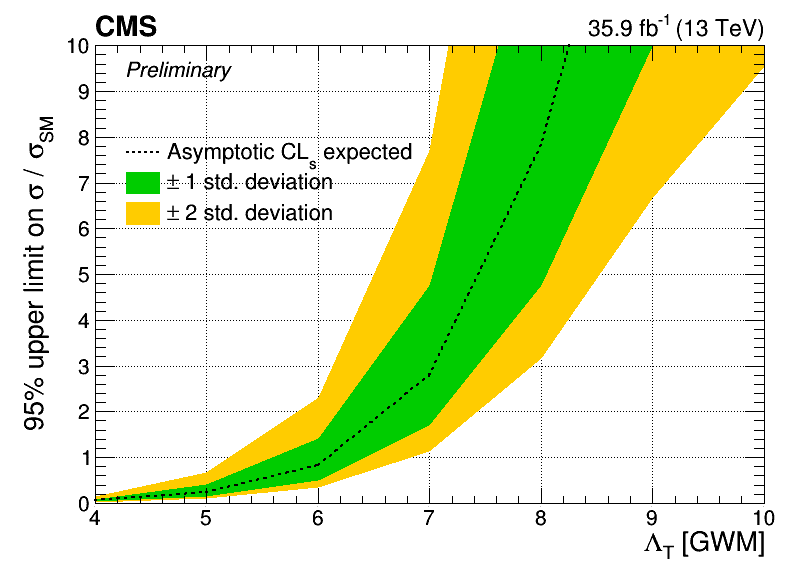 CMS
35.9 fb⁻¹ (13 TeV)
Preliminary
Asymptotic CLₛ expected
± 1 std. deviation
± 2 std. deviation
95% upper limit on σ / σ_SM
10
9
8
7
6
5
4
3
2
1
0
4 5 6 7 8 9 10
Λ_T [GWM]